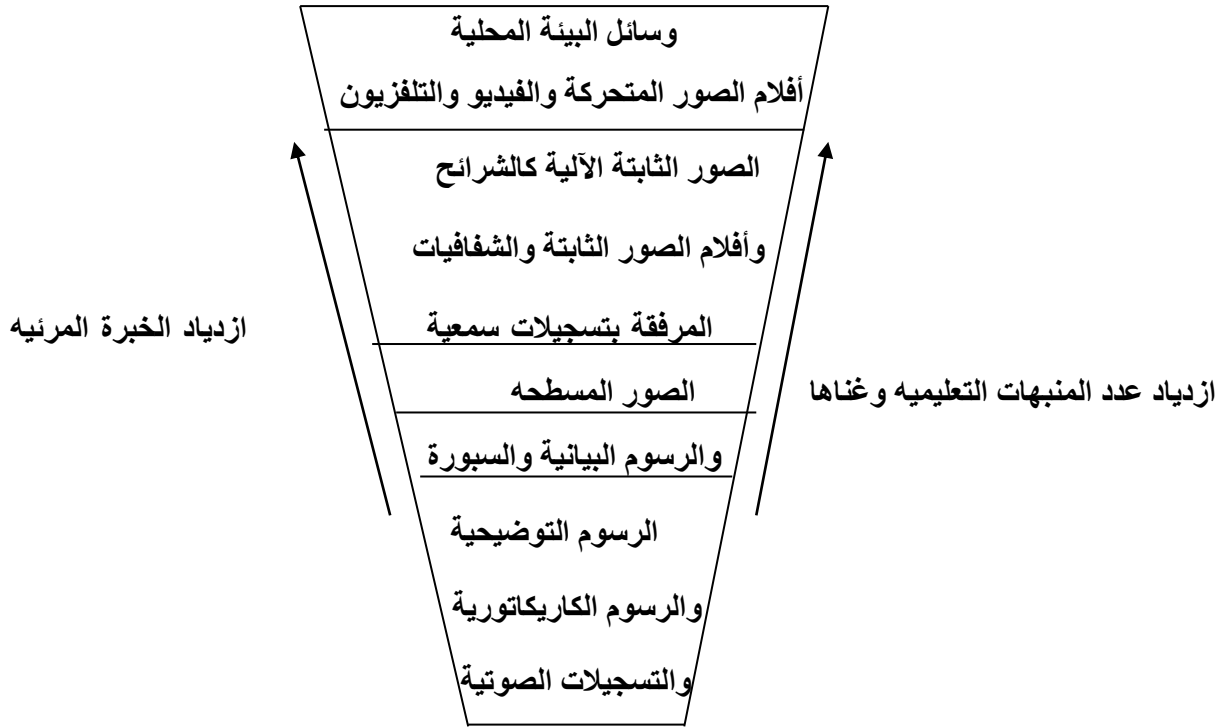 وسائل البيئة المحلية
أفلام الصور المتحركة والفيديو والتلفزيون
الصور الثابتة الآلية كالشرائح
وأفلام الصور الثابتة والشفافيات
المرفقة بتسجيلات سمعية
الصور المسطحه
والرسوم البيانية والسبورة
الرسوم التوضيحية
والرسوم الكاريكاتورية
والتسجيلات الصوتية
ازدياد عدد المنبهات التعليميه وغناها
ازدياد الخبرة المرئيه